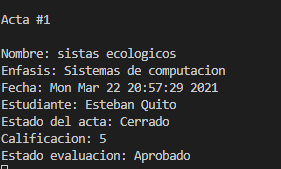 Acta #1
Nombre: sistas ecologicos
Enfasis: Sistemas de computacion
Fecha: Mon Mar 22 20:57:29 2021
Estudiante: Esteban Quito
Estado del acta: Cerrado
Calificacion: 5
Estado evaluacion: Aprobado